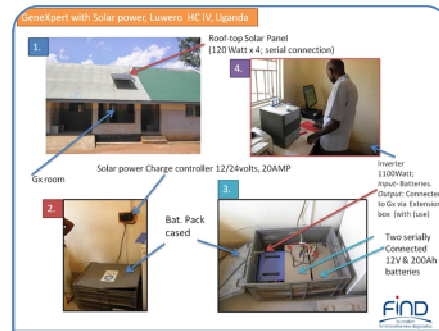 GeneXpert with Solar power, Luwero HC IV, Uganda
1.
Roof-top Solar Panel
(120 Watt x 4; serial connection)
4.
Gx room
Solar power Charge controller 12/24volts, 20AMP
Inverter
1100Watt;
Input- Batteries.
Output: Connected
to Gx via Extension
box (with fuse)
2.
Bat. Pack
cased
3.
Two serially
Connected
12V & 200Ah
batteries
FIND